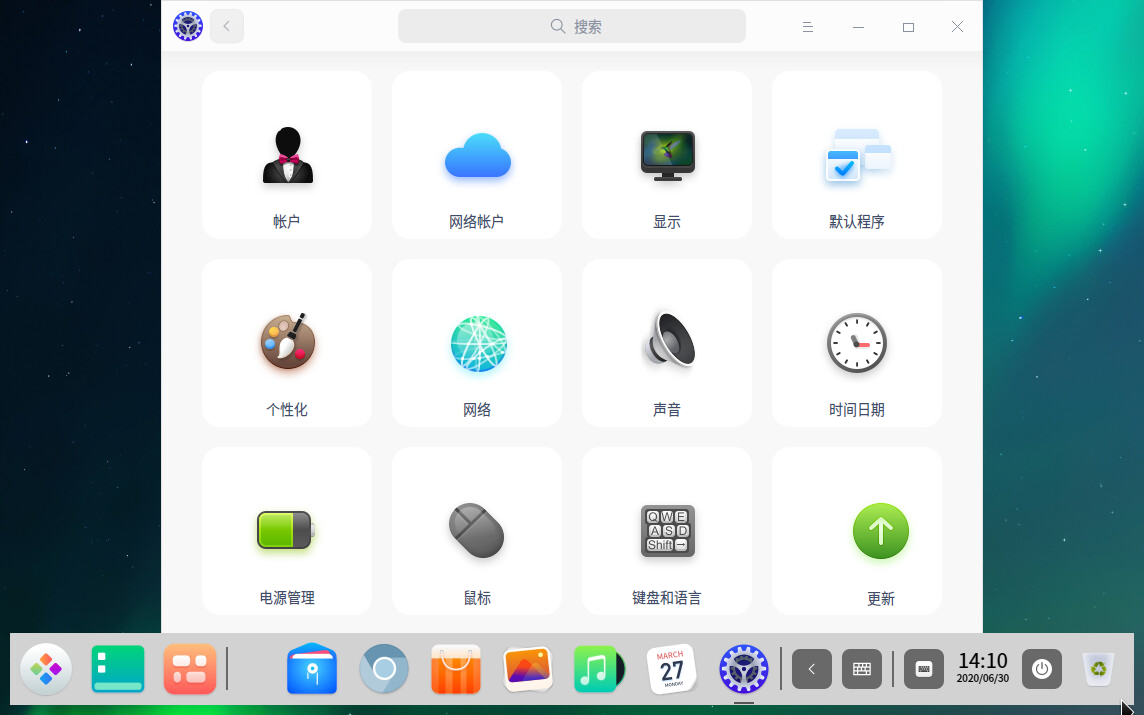 搜索
帐户
网络帐户
显示
默认程序
个性化
网络
声音
时间日期
Q W E
A S D
Shift →
电源管理
鼠标
键盘和语言
更新
MARCH
27
MONDAY
14:10
2020/06/30